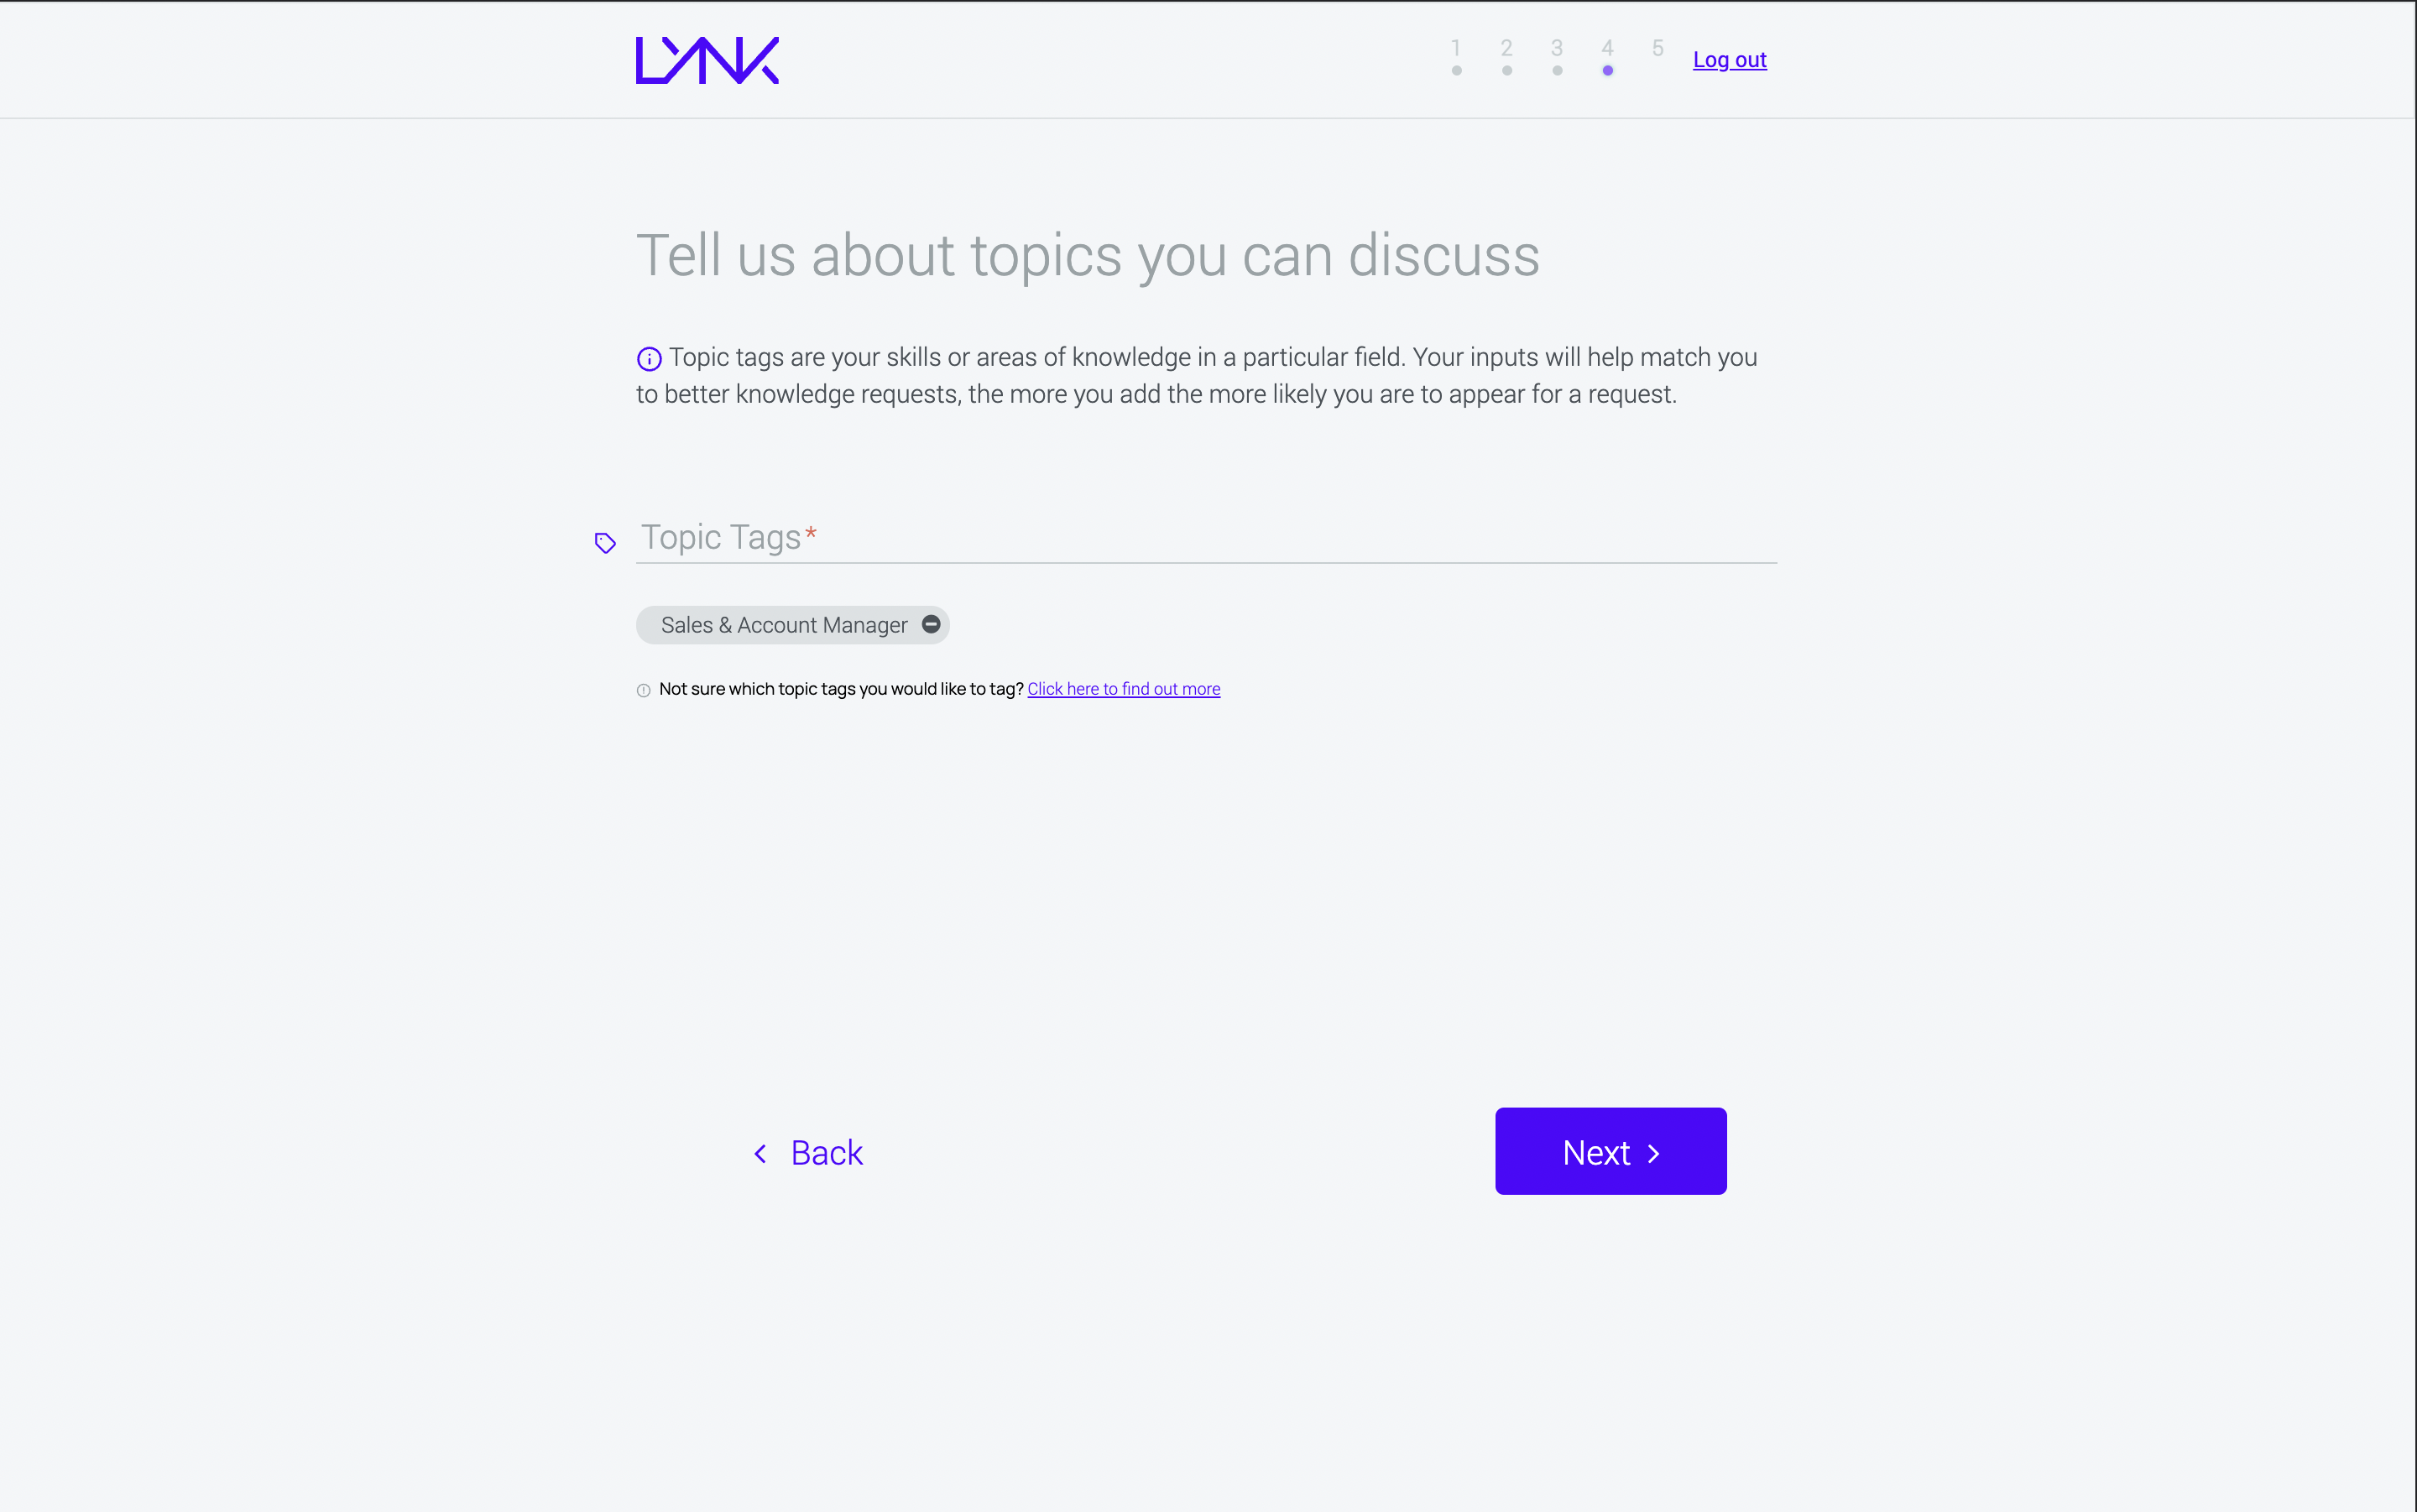 LYNK
1 2 3 4 5 Log out
Tell us about topics you can discuss
Topic tags are your skills or areas of knowledge in a particular field. Your inputs will help match you
to better knowledge requests, the more you add the more likely you are to appear for a request.
Topic Tags*
Sales & Account Manager
Not sure which topic tags you would like to tag? Click here to find out more
Back Next